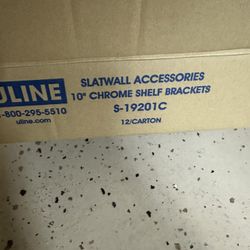 ULINE
1-800-295-5510
uline.com
SLATWALL ACCESSORIES
10" CHROME SHELF BRACKETS
S-19201C
12/CARTON